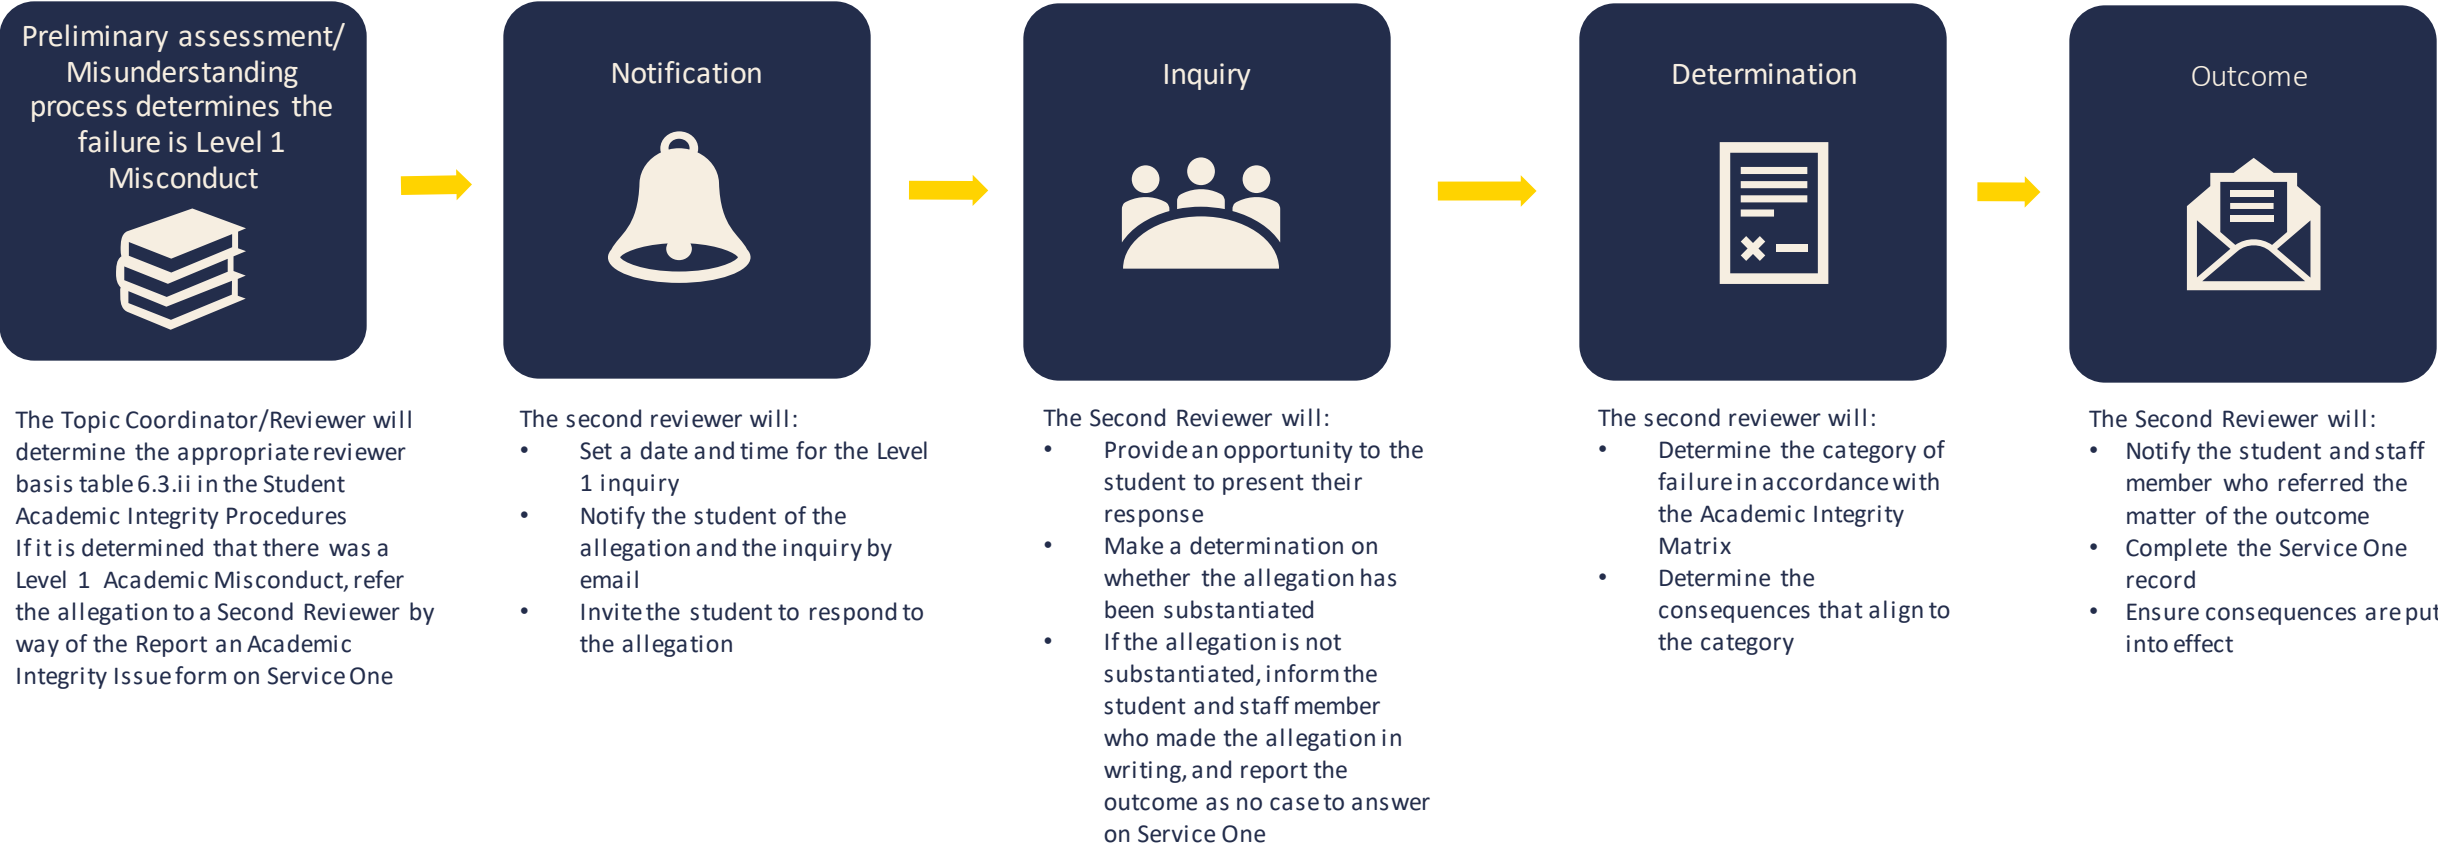 Preliminary assessment/
Misunderstanding
process determines the
failure is Level 1
Misconduct
The Topic Coordinator/Reviewer will
determine the appropriate reviewer
basis table 6.3.ii in the Student
Academic Integrity Procedures
If it is determined that there was a
Level 1 Academic Misconduct, refer
the allegation to a Second Reviewer by
way of the Report an Academic
Integrity Issue form on Service One
Notification
The second reviewer will:
• Set a date and time for the Level
1 inquiry
• Notify the student of the
allegation and the inquiry by
email
• Invite the student to respond to
the allegation
Inquiry
The Second Reviewer will:
• Provide an opportunity to the
student to present their
response
• Make a determination on
whether the allegation has
been substantiated
• If the allegation is not
substantiated, inform the
student and staff member
who made the allegation in
writing, and report the
outcome as no case to answer
on Service One
Determination
The second reviewer will:
• Determine the category of
failure in accordance with
the Academic Integrity
Matrix
• Determine the
consequences that align to
the category
Outcome
The Second Reviewer will:
• Notify the student and staff
member who referred the
matter of the outcome
• Complete the Service One
record
• Ensure consequences are put
into effect